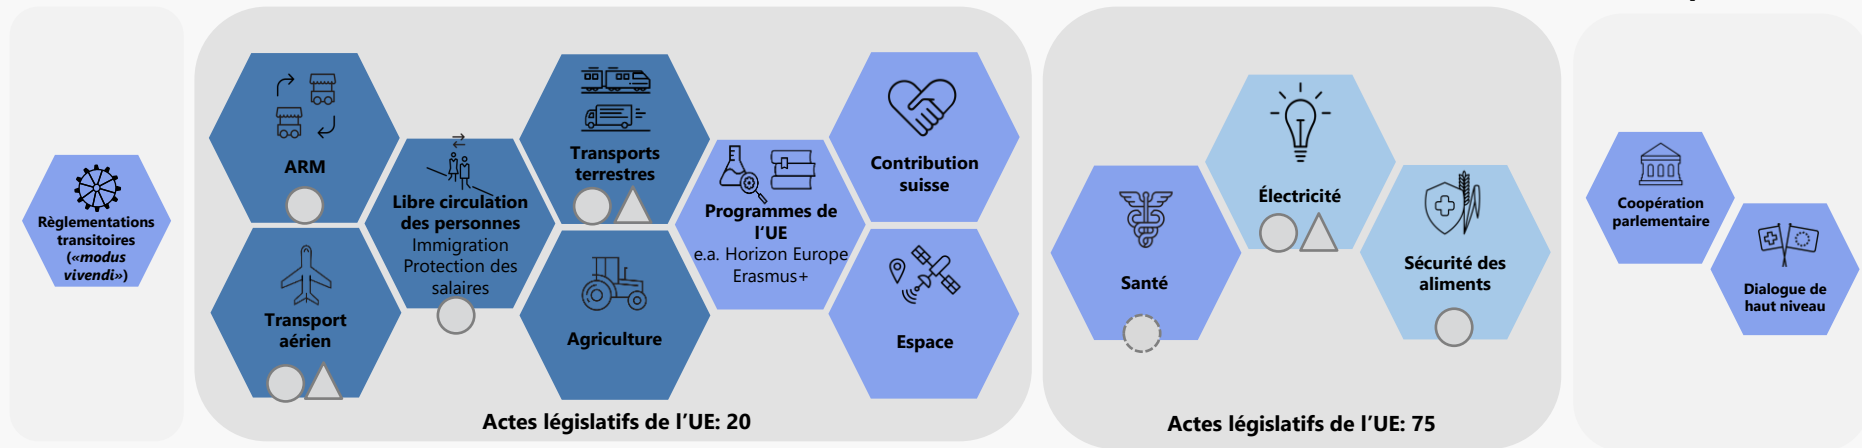 Règlementations
transitoires
(«modus
vivendi»)
ARM
Transport
aérien
Libre circulation
des personnes
Immigration
Protection des
salaires
Transports
terrestres
Agriculture
Programmes de
l’UE
e.a. Horizon Europe
Erasmus+
Contribution
suisse
Espace
Actes législatifs de l’UE: 20
Santé
Électricité
Sécurité des
aliments
Actes législatifs de l’UE: 75
Coopération
parlementaire
Dialogue de
haut niveau